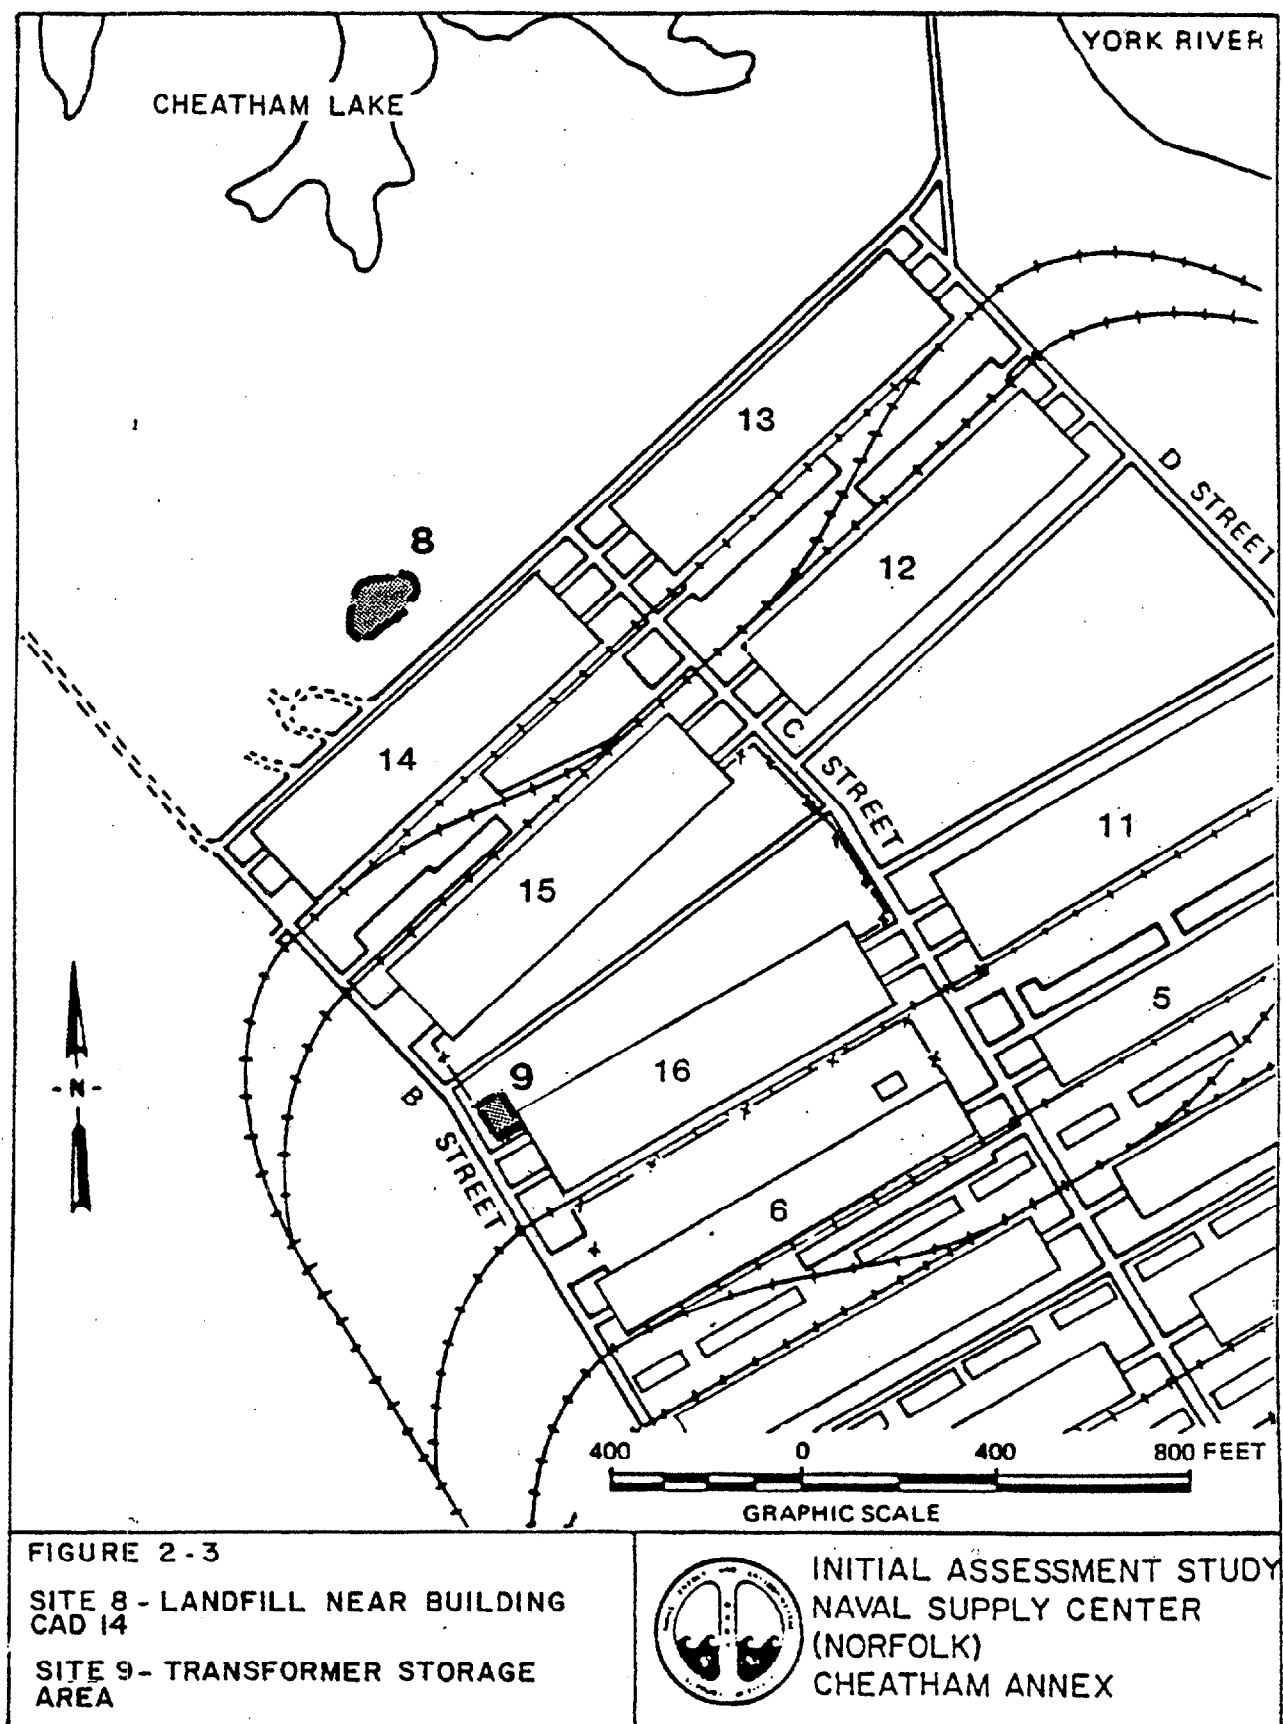 YORK RIVER
CHEATHAM LAKE
13
D STREET
8
12
C STREET
14
11
15
5
9
16
B STREET
6
- N -
400 0 400 800 FEET
GRAPHIC SCALE
FIGURE 2-3
SITE 8 - LANDFILL NEAR BUILDING
CAD 14
SITE 9 - TRANSFORMER STORAGE
AREA
INITIAL ASSESSMENT STUDY
NAVAL SUPPLY CENTER
(NORFOLK)
CHEATHAM ANNEX